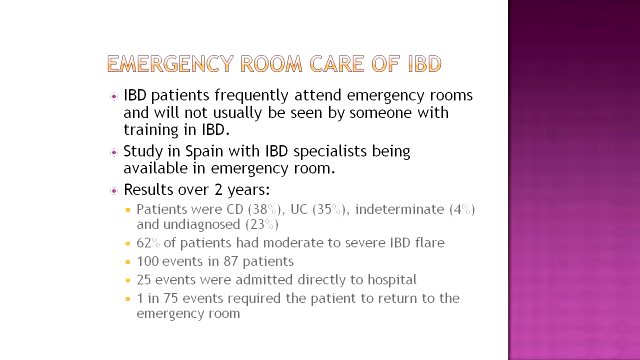 EMERGENCY ROOM CARE OF IBD
IBD patients frequently attend emergency rooms
and will not usually be seen by someone with
training in IBD.
Study in Spain with IBD specialists being
available in emergency room.
Results over 2 years:
Patients were CD (38%), UC (35%), indeterminate (4%)
and undiagnosed (23%)
62% of patients had moderate to severe IBD flare
100 events in 87 patients
25 events were admitted directly to hospital
1 in 75 events required the patient to return to the
emergency room